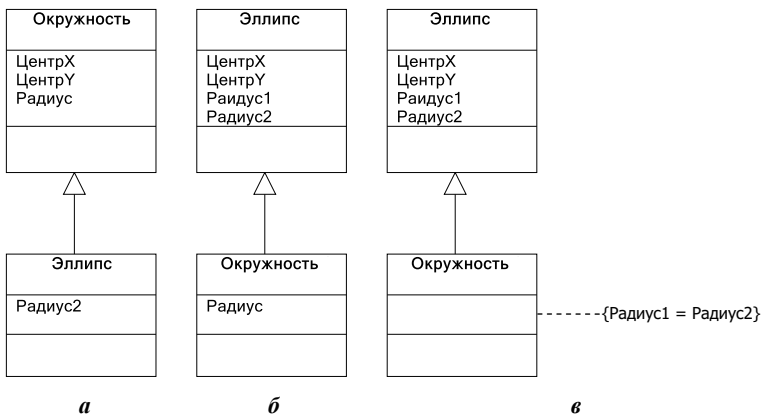 Окружность
ЦентрX
ЦентрY
Радиус
Эллипс
Радиус2
а
Эллипс
ЦентрX
ЦентрY
Раидус1
Радиус2
Окружность
Радиус
б
Эллипс
ЦентрX
ЦентрY
Раидус1
Радиус2
Окружность
{Радиус1 = Радиус2}
в